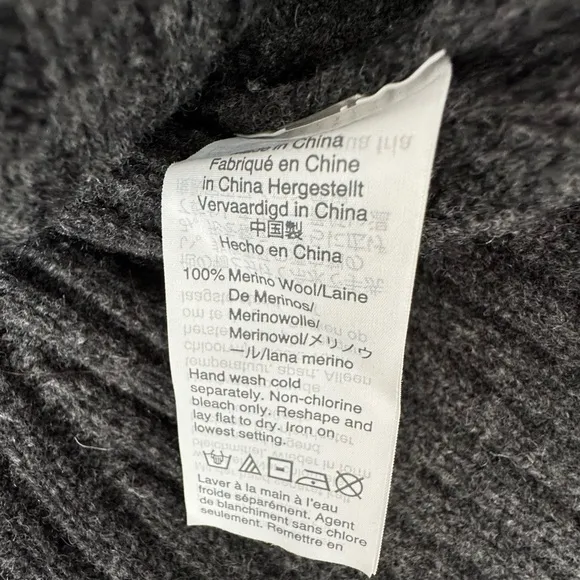 in China
Fabriqué en Chine
in China Hergestellt
Vervaardigd in China
中国製
Hecho en China
100% Merino Wool/Laine
De Merinos/
Merinowolle/
Merinowol/メリノウ
ール/lana merino
Hand wash cold
separately. Non-chlorine
bleach only. Reshape and
lay flat to dry. Iron on
lowest setting.
Laver à la main à l'eau
froide séparément. Agent
de blanchiment sans chlore
seulement. Remettre en